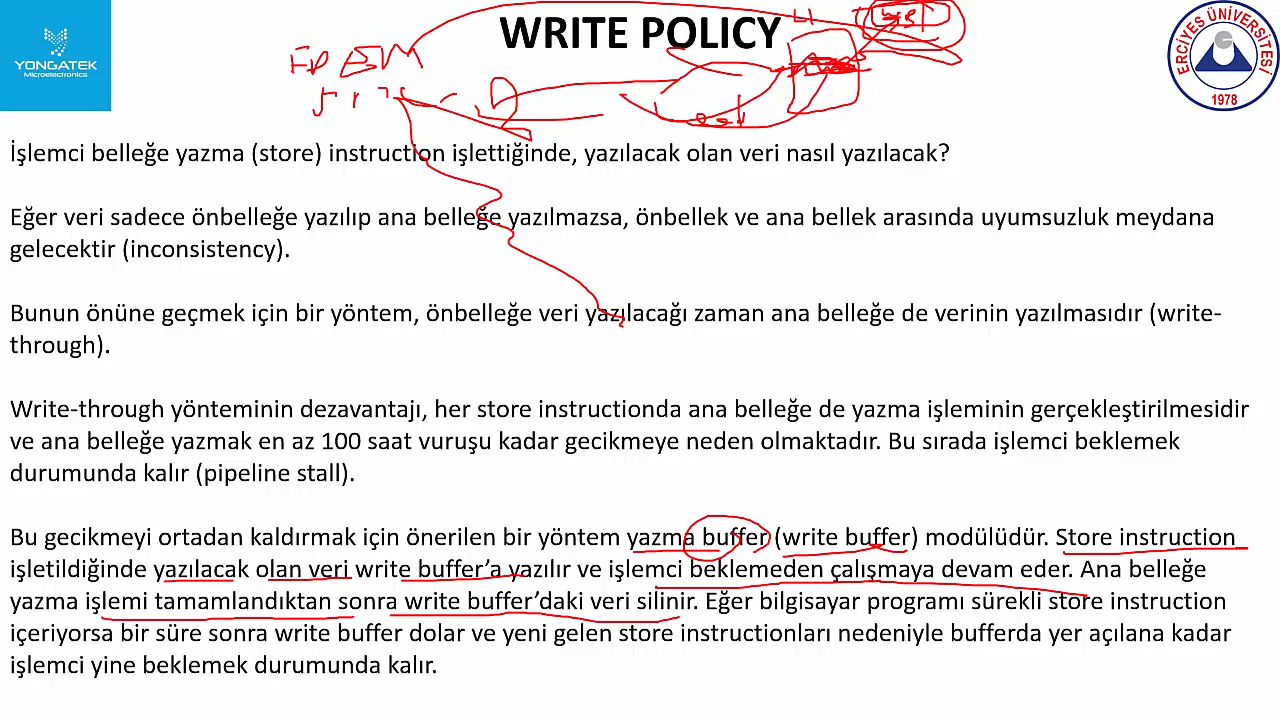 WRITE POLICY
YONGATEK
Microelectronics
ERCİYES ÜNİVERSİTESİ
1978
L1
İşlemci belleğe yazma (store) instruction işlettiğinde, yazılacak olan veri nasıl yazılacak?
Eğer veri sadece önbelleğe yazılıp ana belleğe yazılmazsa, önbellek ve ana bellek arasında uyumsuzluk meydana
gelecektir (inconsistency).
Bunun önüne geçmek için bir yöntem, önbelleğe veri yazılacağı zaman ana belleğe de verinin yazılmasıdır (write-
through).
Write-through yönteminin dezavantajı, her store instructionda ana belleğe de yazma işleminin gerçekleştirilmesidir
ve ana belleğe yazmak en az 100 saat vuruşu kadar gecikmeye neden olmaktadır. Bu sırada işlemci beklemek
durumunda kalır (pipeline stall).
Bu gecikmeyi ortadan kaldırmak için önerilen bir yöntem yazma buffer (write buffer) modülüdür. Store instruction
işletildiğinde yazılacak olan veri write buffer’a yazılır ve işlemci beklemeden çalışmaya devam eder. Ana belleğe
yazma işlemi tamamlandıktan sonra write buffer’daki veri silinir. Eğer bilgisayar programı sürekli store instruction
içeriyorsa bir süre sonra write buffer dolar ve yeni gelen store instructionları nedeniyle bufferda yer açılana kadar
işlemci yine beklemek durumunda kalır.